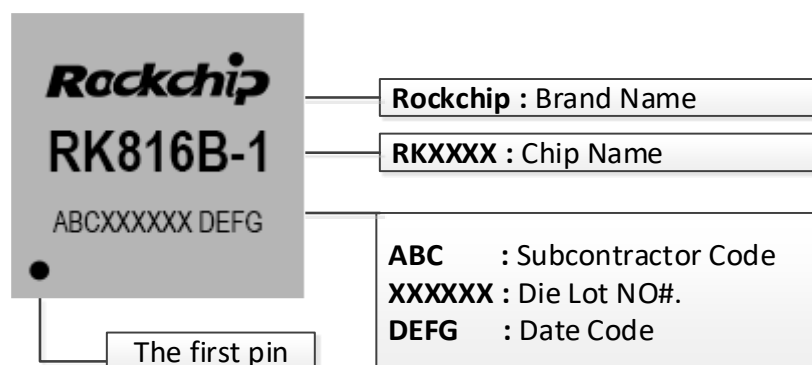 Rockchip
RK816B-1
ABCXXXXXX DEFG
Rockchip : Brand Name
RKXXXX : Chip Name
ABC : Subcontractor Code
XXXXXX : Die Lot NO#.
DEFG : Date Code
The first pin